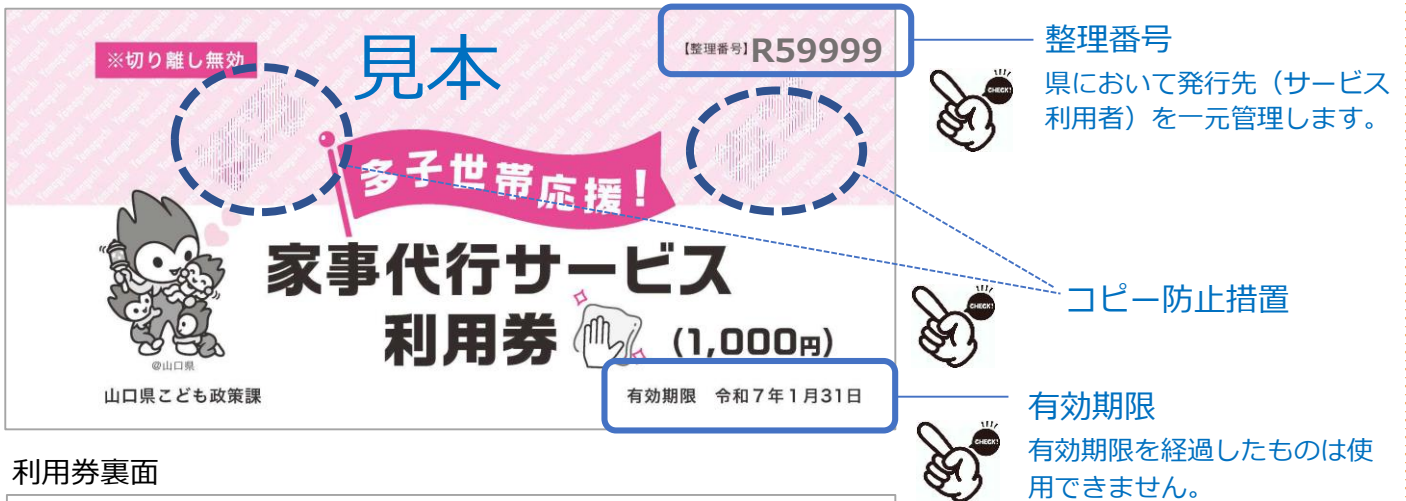 ※切り離し無効
見本
【整理番号】R59999
多子世帯応援！
家事代行サービス
利用券
(1,000円)
@山口県
山口県こども政策課
有効期限　令和７年１月31日
整理番号
CHECK!
県において発行先（サービス
利用者）を一元管理します。
CHECK!
コピー防止措置
有効期限
CHECK!
有効期限を経過したものは使
用できません。
利用券裏面